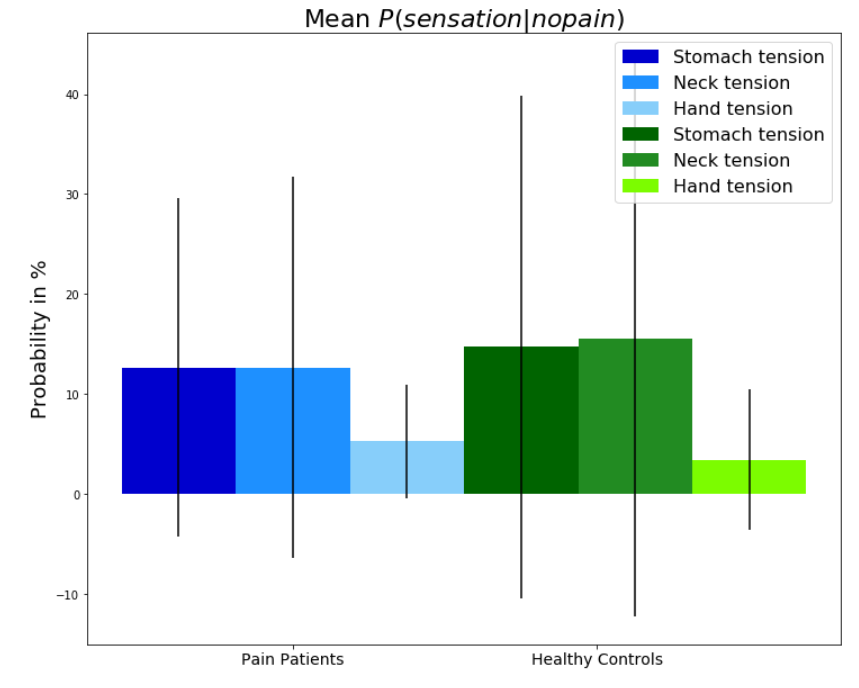 Mean P(sensation|nopain)
Stomach tension
Neck tension
Hand tension
Stomach tension
Neck tension
Hand tension
Probability in %
40
30
20
10
0
−10
Pain Patients
Healthy Controls